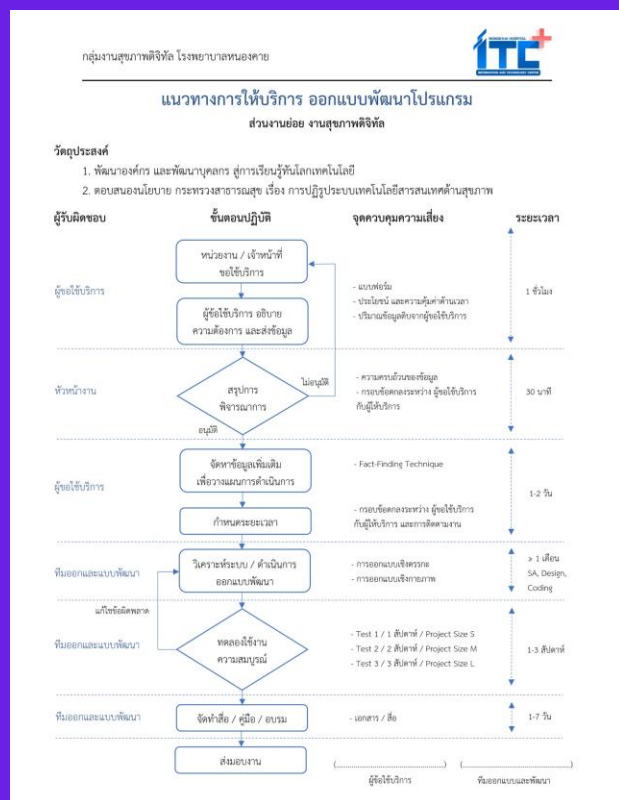 กลุ่มงานสุขภาพดิจิทัล โรงพยาบาลหนองคาย
NONGKHAI HOSPITAL
ITC
INFORMATION AND TECHNOLOGY CENTER
แนวทางการให้บริการ ออกแบบพัฒนาโปรแกรม
ส่วนงานย่อย งานสุขภาพดิจิทัล
วัตถุประสงค์
1. พัฒนาองค์กร และพัฒนาบุคลกร สู่การเรียนรู้ทันโลกเทคโนโลยี
2. ตอบสนองนโยบาย กระทรวงสาธารณสุข เรื่อง การปฏิรูประบบเทคโนโลยีสารสนเทศด้านสุขภาพ
ผู้รับผิดชอบ ขั้นตอนปฏิบัติ จุดควบคุมความเสี่ยง ระยะเวลา
หน่วยงาน / เจ้าหน้าที่
ขอใช้บริการ
ผู้ขอใช้บริการ
- แบบฟอร์ม
- ประโยชน์ และความคุ้มค่าด้านเวลา
- ปริมาณข้อมูลดิบจากผู้ขอใช้บริการ
1 ชั่วโมง
ผู้ข้อใช้บริการ อธิบาย
ความต้องการ และส่งข้อมูล
หัวหน้างาน
สรุปการ
พิจารณาการ
ไม่อนุมัติ
อนุมัติ
- ความครบถ้วนของข้อมูล
- กรอบข้อตกลงระหว่าง ผู้ขอใช้บริการ
กับผู้ให้บริการ
30 นาที
ผู้ขอใช้บริการ
จัดหาข้อมูลเพิ่มเติม
เพื่อวางแผนการดำเนินการ
- Fact-Finding Technique
1-2 วัน
กำหนดระยะเวลา
- กรอบข้อตกลงระหว่าง ผู้ขอใช้บริการ
กับผู้ให้บริการ และการติดตามงาน
ทีมออกและแบบพัฒนา
วิเคราะห์ระบบ / ดำเนินการ
ออกแบบพัฒนา
- การออกแบบเชิงตรรกะ
- การออกแบบเชิงกายภาพ
> 1 เดือน
SA, Design,
Coding
แก้ไขข้อผิดพลาด
ทีมออกและแบบพัฒนา
ทดลองใช้งาน
ความสมบูรณ์
- Test 1 / 1 สัปดาห์ / Project Size S
- Test 2 / 2 สัปดาห์ / Project Size M
- Test 3 / 3 สัปดาห์ / Project Size L
1-3 สัปดาห์
ทีมออกและแบบพัฒนา
จัดทำสื่อ / คู่มือ / อบรม
- เอกสาร / สื่อ
1-7 วัน
ส่งมอบงาน
(..............................) (..............................)
ผู้ใช้ใช้บริการ ทีมออกแบบและพัฒนา